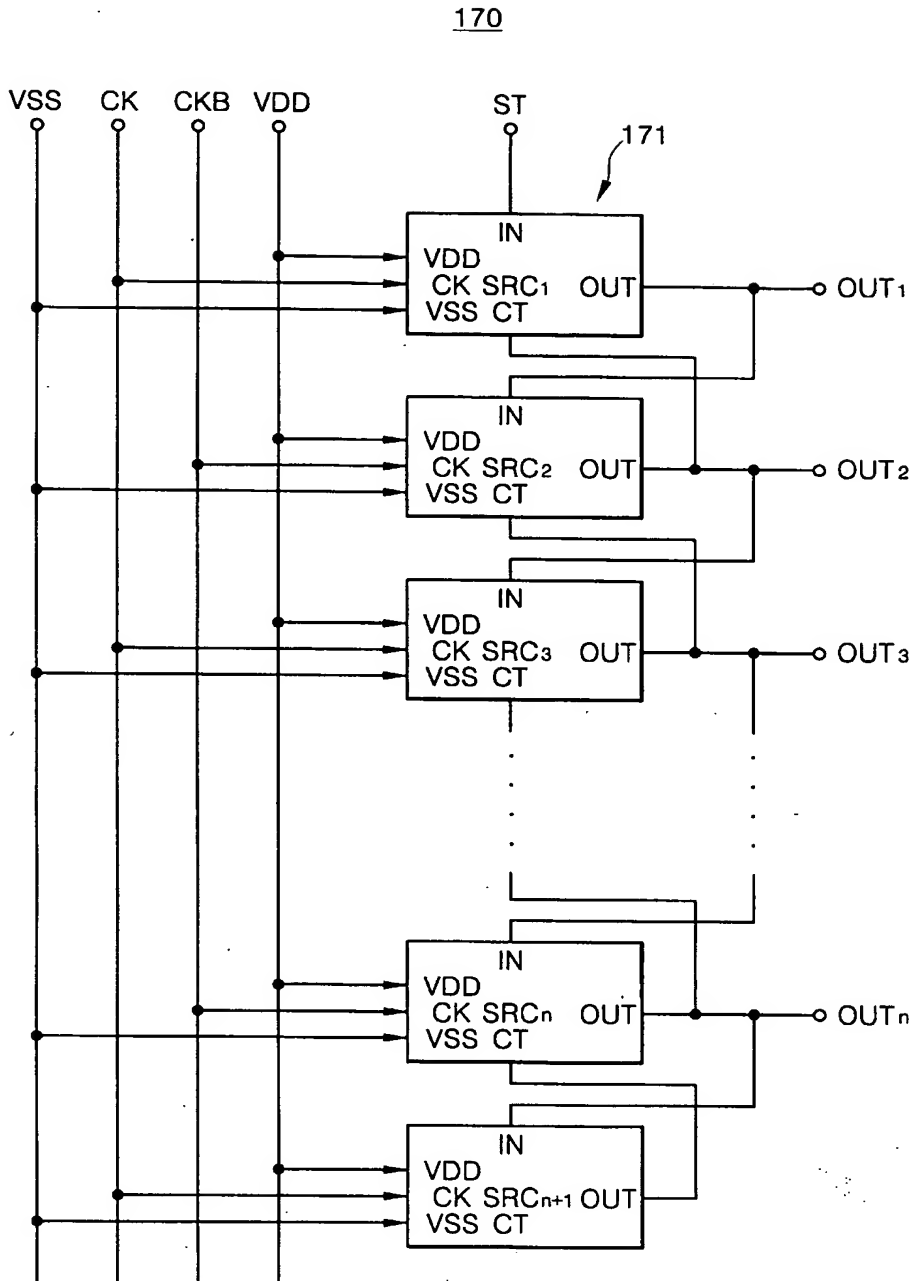 170
VSS CK CKB VDD ST
171
IN
VDD
CK SRC1 OUT OUT1
VSS CT
IN
VDD
CK SRC2 OUT OUT2
VSS CT
IN
VDD
CK SRC3 OUT OUT3
VSS CT
IN
VDD
CK SRCn OUT OUTn
VSS CT
IN
VDD
CK SRCn+1 OUT
VSS CT